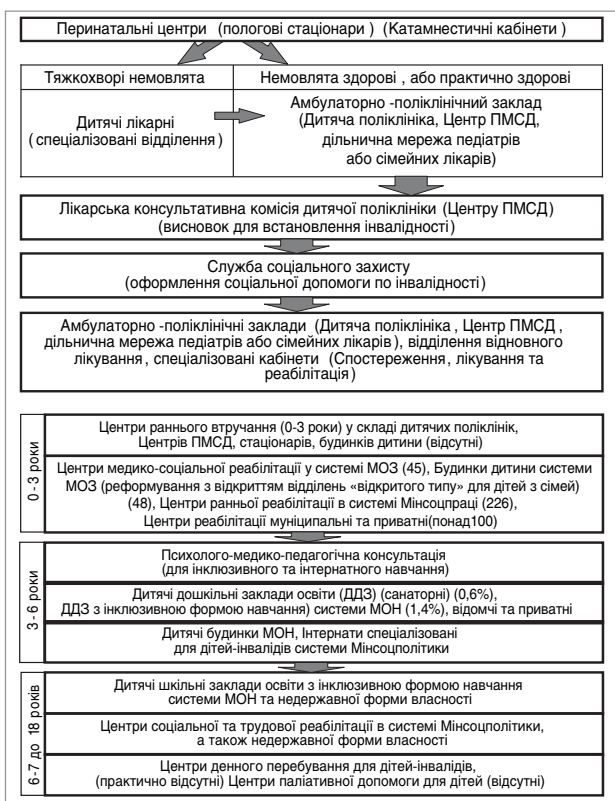 Перинатальні центри (пологові стаціонари) (Катамнестичні кабінети)
Тяжкохворі немовлята
Немовлята здорові, або практично здорові
Дитячі лікарні
(спеціалізовані відділення)
Амбулаторно-поліклінічний заклад
(Дитяча поліклініка, Центр ПМСД,
дільнична мережа педіатрів
або сімейних лікарів)
Лікарська консультативна комісія дитячої поліклініки (Центру ПМСД)
(висновок для встановлення інвалідності)
Служба соціального захисту
(оформлення соціальної допомоги по інвалідності)
Амбулаторно-поліклінічні заклади (Дитяча поліклініка, Центр ПМСД,
дільнична мережа педіатрів або сімейних лікарів), відділення відновного
лікування, спеціалізовані кабінети (Спостереження, лікування та
реабілітація)
0-3 роки
Центри раннього втручання (0-3 роки) у складі дитячих поліклінік,
Центрів ПМСД, стаціонарів, будинків дитини (відсутні)
Центри медико-соціальної реабілітації у системі МОЗ (45), Будинки дитини системи
МОЗ (реформування з відкриттям відділень «відкритого типу» для дітей з сімей)
(48), Центри ранньої реабілітації в системі Мінсоцпраці (226),
Центри реабілітації муніципальні та приватні(понад100)
3-6 роки
Психолого-медико-педагогічна консультація
(для інклюзивного та інтернатного навчання)
Дитячі дошкільні заклади освіти (ДДЗ) (санаторні) (0,6%),
ДДЗ з інклюзивною формою навчання) системи МОН (1,4%), відомчі та приватні
Дитячі будинки МОН, Інтернати спеціалізовані
для дітей-інвалідів системи Мінсоцполітики
6-7 до 18 років
Дитячі шкільні заклади освіти з інклюзивною формою навчання
системи МОН та недержавної форми власності
Центри соціальної та трудової реабілітації в системі Мінсоцполітики,
а також недержавної форми власності
Центри денного перебування для дітей-інвалідів,
(практично відсутні) Центри паліативної допомоги для дітей (відсутні)